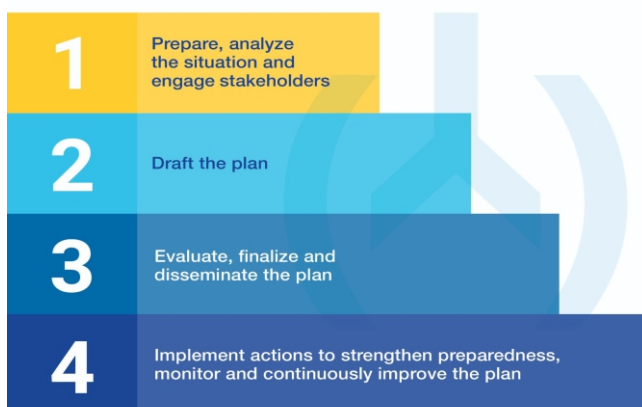 1
Prepare, analyze
the situation and
engage stakeholders
2
Draft the plan
3
Evaluate, finalize and
disseminate the plan
4
Implement actions to strengthen preparedness,
monitor and continuously improve the plan